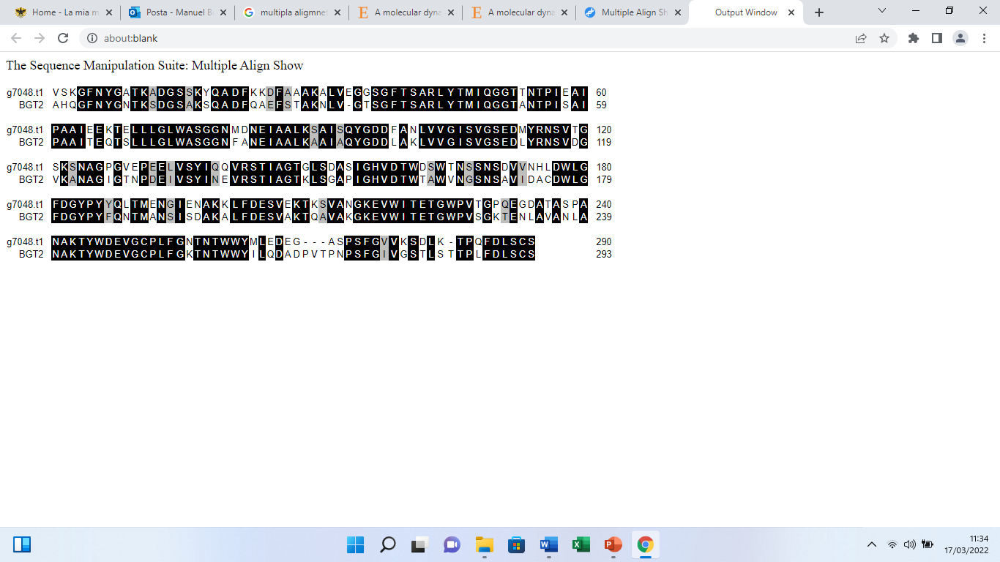 Home - La mia m
Posta - Manuel B
multipla aligmne
A molecular dyna
A molecular dyna
Multiple Align Sh
Output Window
about:blank
The Sequence Manipulation Suite: Multiple Align Show
g7048.t1 VSKGFNYGATKADGSSKYQADFKKDFAAAKALVEGGSGFTSARLYTMIQGGTTNTPIEAI 60
BGT2 AHQGFNYGNTKSDGSAKSQADFQAEFSTAKNLV-GTSGFTSARLYTMIQGGTANTPISAI 59
g7048.t1 PAAIEEKTELLLGLWASGGNMDNEIAALKSAISQYGDDFANLVVGISVGSEDMYRNSVTG 120
BGT2 PAAITEQTSLLLGLWASGGNFANEIAALKAAIAQYGDDLAKLVVGISVGSEDLYRNSVDG 119
g7048.t1 SKSNAGPGVEPEELVSYIQQVRSTIAGTGLSDASIGHVDTWDSWTNSSNSDVVNHLDWLG 180
BGT2 VKANAGIGTNPDEIVSYINEVRSTIAGTKLSGAPIGHVDTWTAWVNGSNSAVIDACDWLG 179
g7048.t1 FDGYPYYQLTMENGIENAKKLFDESVEKTKSVANGKEVWITETGWPVTGPQEGDATASPA 240
BGT2 FDGYPYFQNTMANSISDAKALFDESVAKTQAVAKGKEVWITETGWPVSGKTENLAVANLA 239
g7048.t1 NAKTYWDEVGCPLFGNTNTWWYMLEDEG---ASPSFGVVKSDLK-TPQFDLSCS 290
BGT2 NAKTYWDEVGCPLFGKTNTWWYILQDADPVTPNPSFGIVGSTLSTTPLFDLSCS 293
11:34
17/03/2022